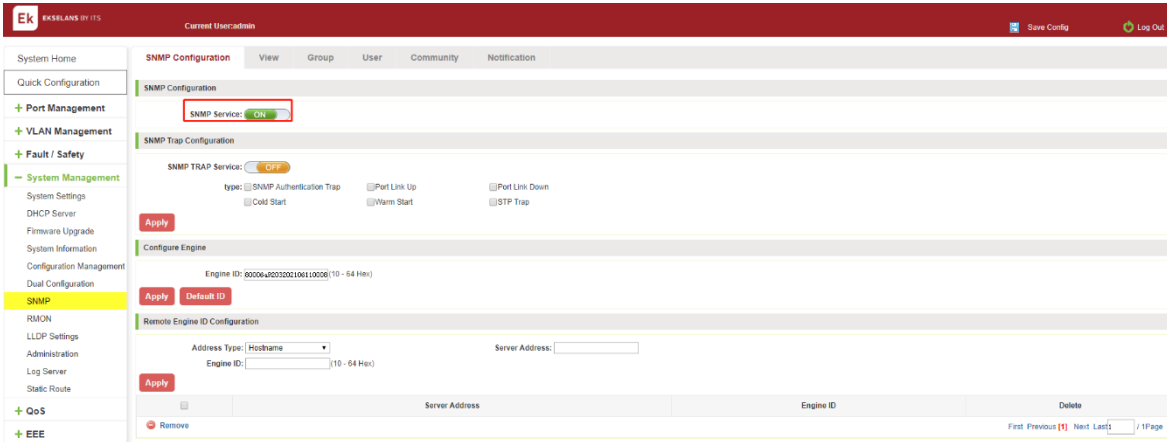 Ek EKSELANS BY ITS
Current User:admin
Save Config
Log Out
System Home
Quick Configuration
+ Port Management
+ VLAN Management
+ Fault / Safety
− System Management
System Settings
DHCP Server
Firmware Upgrade
System Information
Configuration Management
Dual Configuration
SNMP
RMON
LLDP Settings
Administration
Log Server
Static Route
+ QoS
+ EEE
SNMP Configuration View Group User Community Notification
SNMP Configuration
SNMP Service: ON
SNMP Trap Configuration
SNMP TRAP Service: OFF
type: SNMP Authentication Trap Port Link Up Port Link Down
Cold Start Warm Start STP Trap
Apply
Configure Engine
Engine ID: (10 - 64 Hex)
Apply Default ID
Remote Engine ID Configuration
Address Type: Hostname Server Address:
Engine ID: (10 - 64 Hex)
Apply
Server Address Engine ID Delete
Remove First Previous [1] Next Last 1 / 1Page